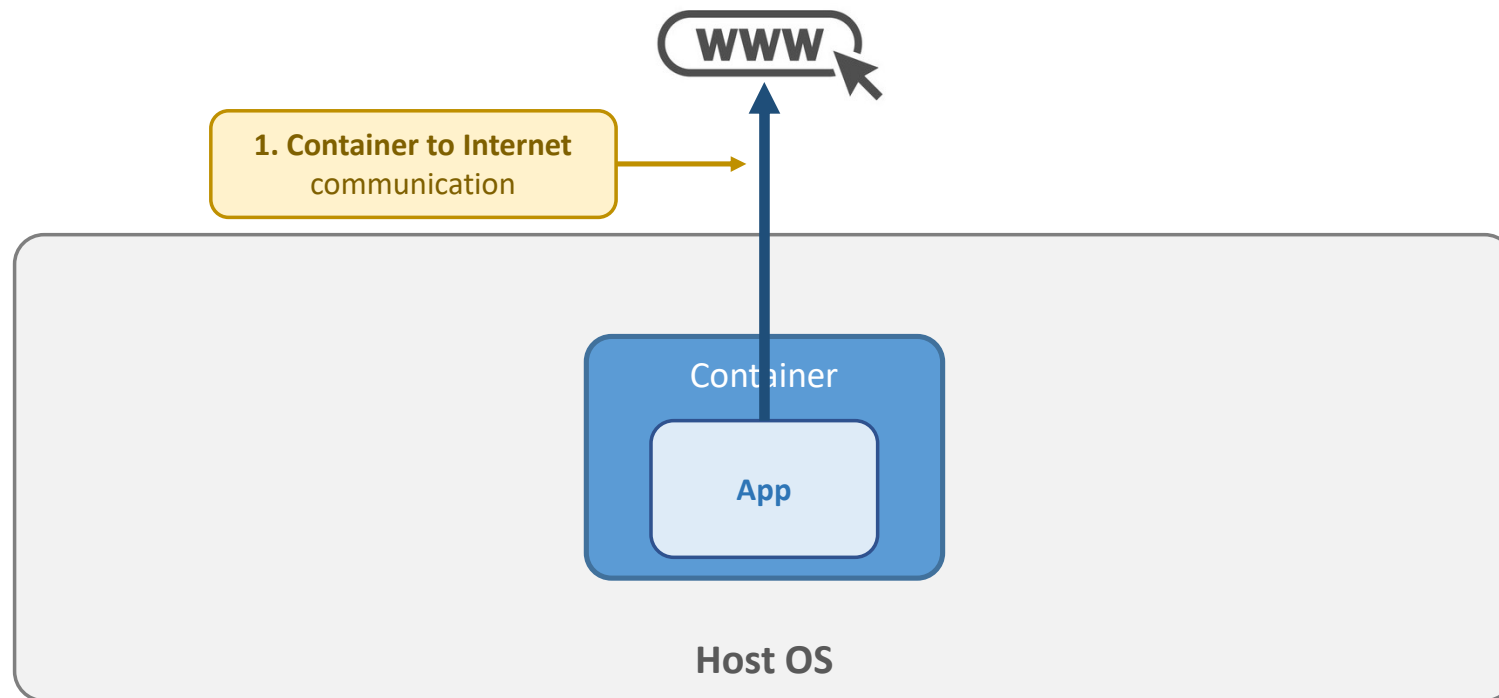 WWW
1. Container to Internet
communication
Container
App
Host OS